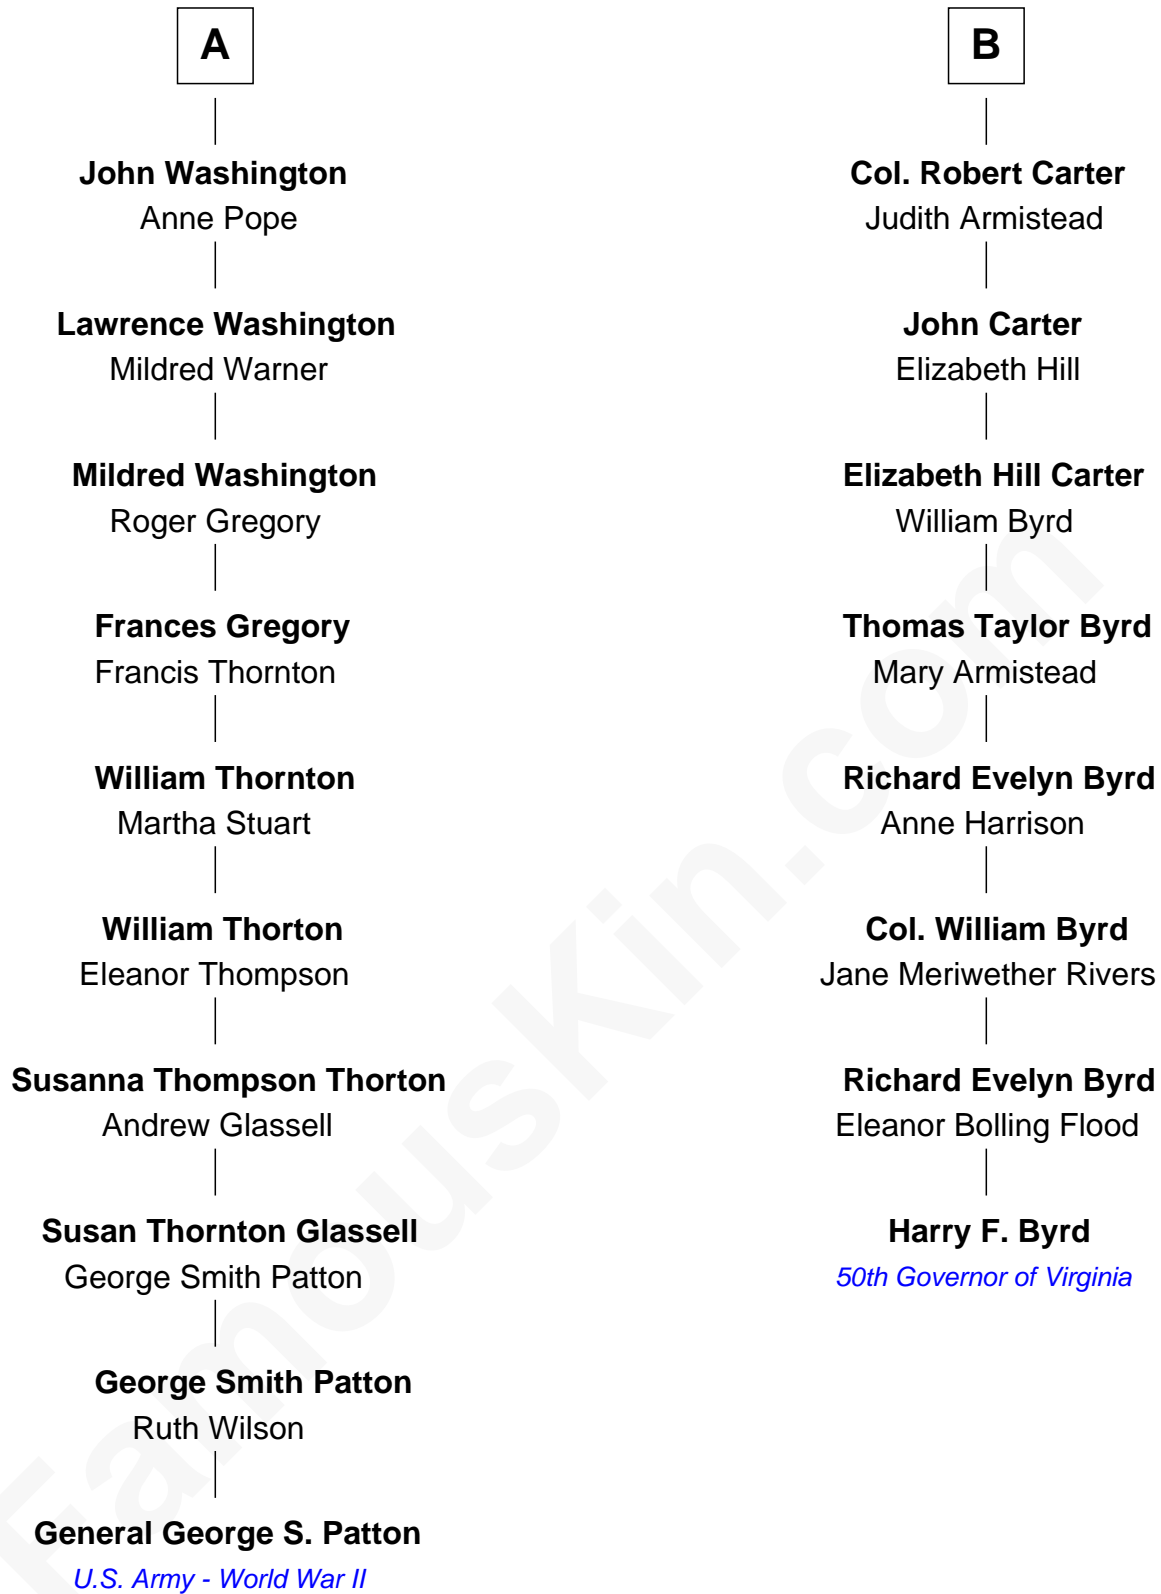 A
John Washington
Anne Pope
Lawrence Washington
Mildred Warner
Mildred Washington
Roger Gregory
Frances Gregory
Francis Thornton
William Thornton
Martha Stuart
William Thorton
Eleanor Thompson
Susanna Thompson Thorton
Andrew Glassell
Susan Thornton Glassell
George Smith Patton
George Smith Patton
Ruth Wilson
General George S. Patton
U.S. Army - World War II
B
Col. Robert Carter
Judith Armistead
John Carter
Elizabeth Hill
Elizabeth Hill Carter
William Byrd
Thomas Taylor Byrd
Mary Armistead
Richard Evelyn Byrd
Anne Harrison
Col. William Byrd
Jane Meriwether Rivers
Richard Evelyn Byrd
Eleanor Bolling Flood
Harry F. Byrd
50th Governor of Virginia
FamousKin.com